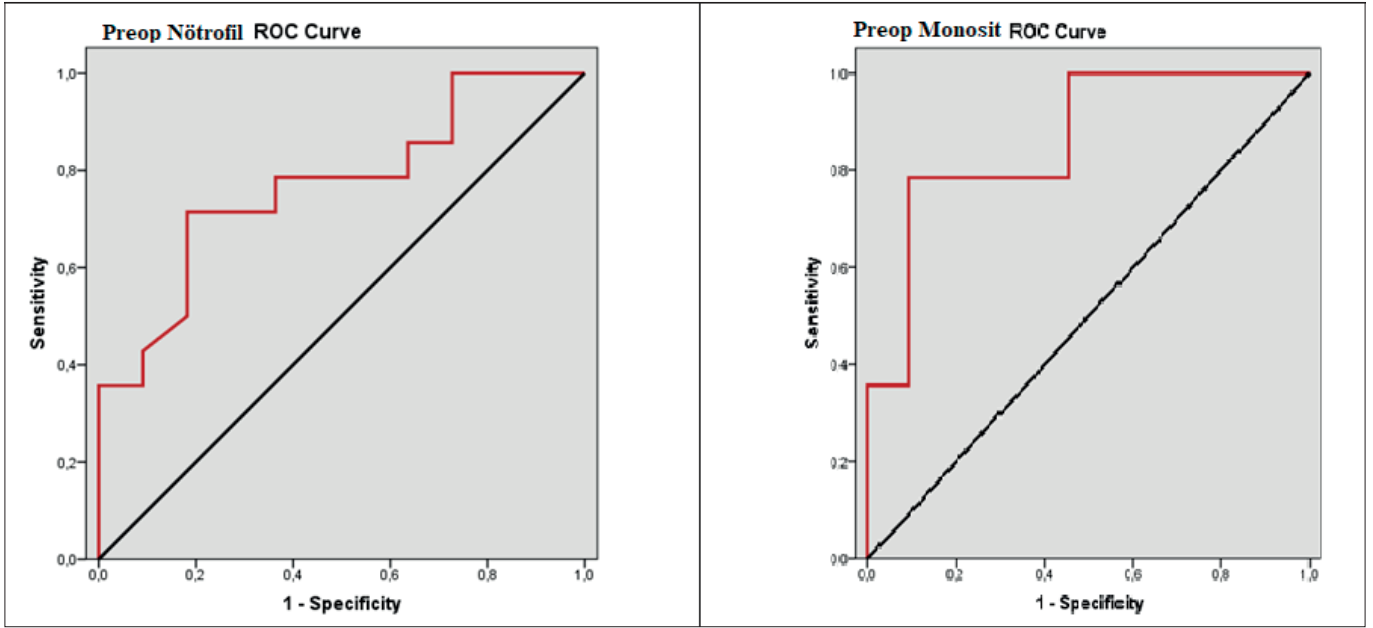 Preop Nötrofil ROC Curve
1,0
0,8
0,6
0,4
0,2
0,0
Sensitivity
0,0 0,2 0,4 0,6 0,8 1,0
1 - Specificity
Preop Monosit ROC Curve
1,0
0,8
0,6
0,4
0,2
0,0
Sensitivity
0,0 0,2 0,4 0,6 0,8 1,0
1 - Specificity